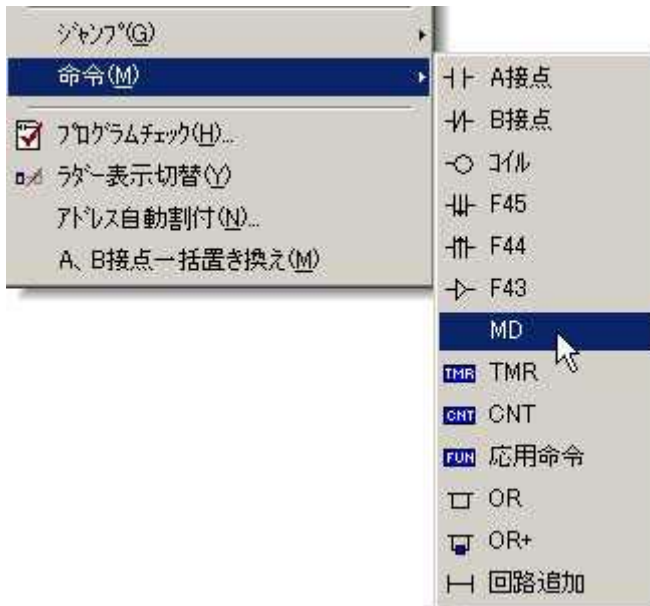 ジャンプ(G)
命令(M)
プログラムチェック(H)...
ラダー表示切替(Y)
アドレス自動割付(N)...
A、B接点一括置き換え(M)
A接点
B接点
コイル
F45
F44
F43
MD
TMR TMR
CNT CNT
FUN 応用命令
OR
OR+
回路追加